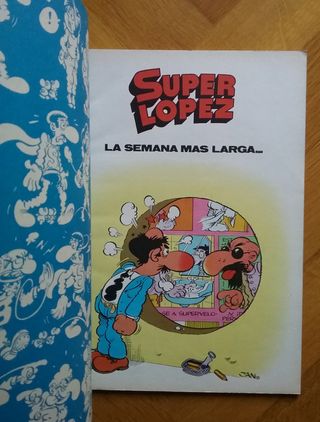 SUPER
LOPEZ
LA SEMANA MAS LARGA...
SE A SUPERVELO-
JAN